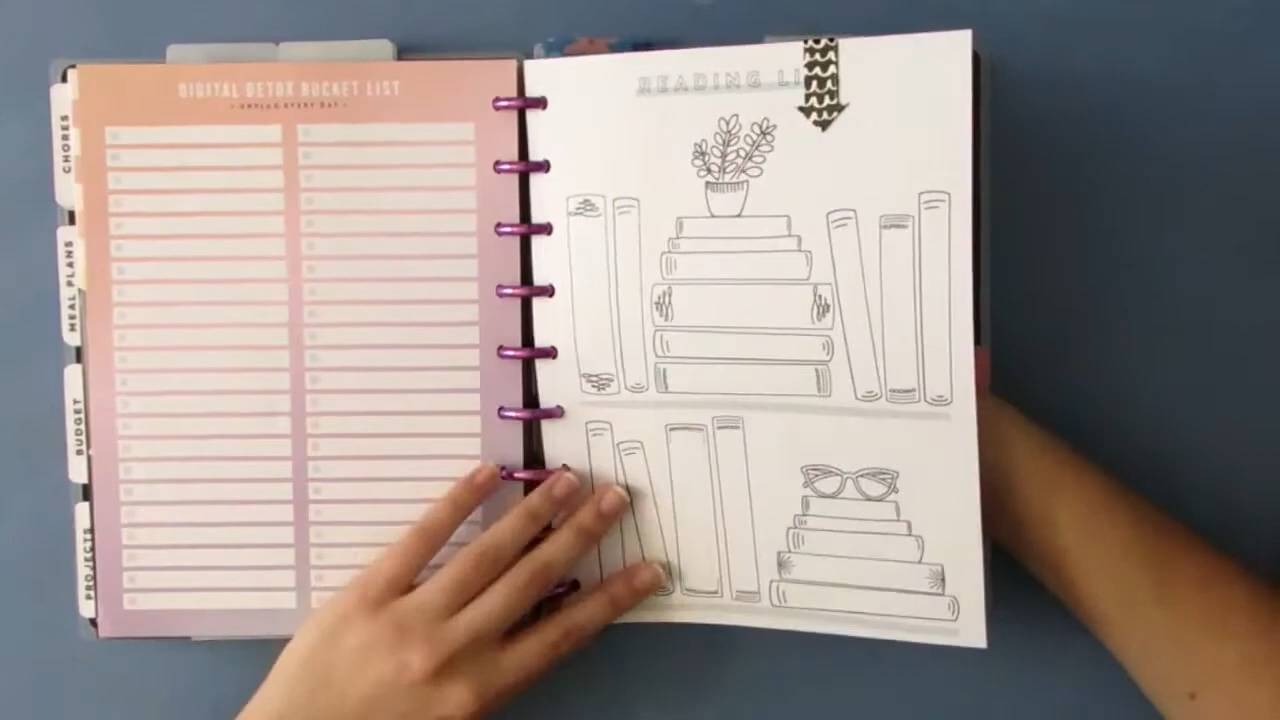 DIGITAL DETOX BUCKET LIST
• UNPLUG EVERY DAY •
READING LI
CHORES
MEAL PLANS
BUDGET
PROJECTS